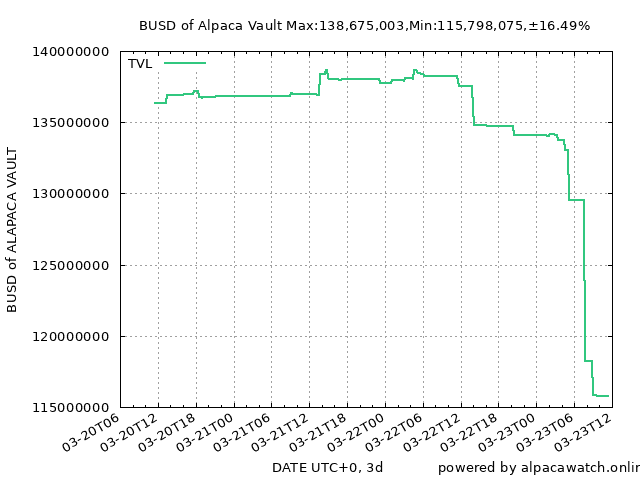 BUSD of Alpaca Vault Max:138,675,003,Min:115,798,075,±16.49%
TVL
140000000
135000000
130000000
125000000
120000000
115000000
BUSD of ALAPACA VAULT
03-20T06
03-20T12
03-20T18
03-21T00
03-21T06
03-21T12
03-21T18
03-22T00
03-22T06
03-22T12
03-22T18
03-23T00
03-23T06
03-23T12
DATE UTC+0, 3d
powered by alpacawatch.onlin